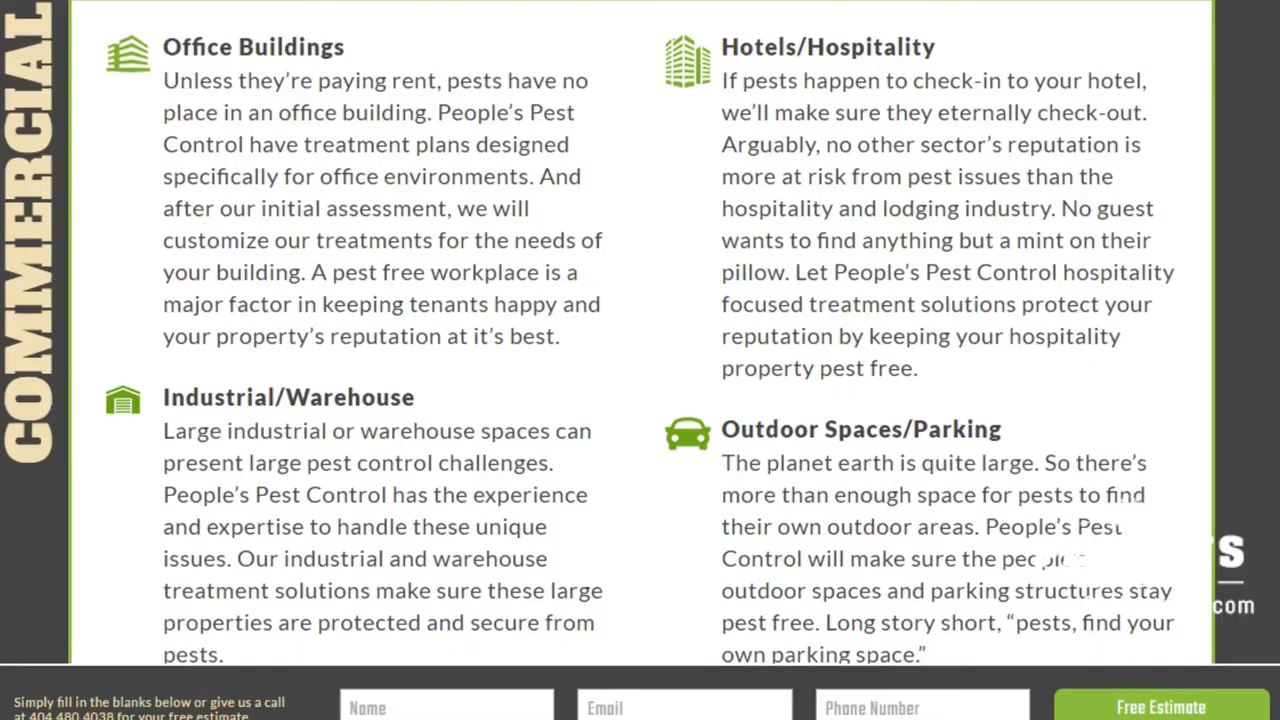 COMMERCIAL
Office Buildings
Unless they’re paying rent, pests have no
place in an office building. People’s Pest
Control have treatment plans designed
specifically for office environments. And
after our initial assessment, we will
customize our treatments for the needs of
your building. A pest free workplace is a
major factor in keeping tenants happy and
your property’s reputation at it’s best.
Industrial/Warehouse
Large industrial or warehouse spaces can
present large pest control challenges.
People’s Pest Control has the experience
and expertise to handle these unique
issues. Our industrial and warehouse
treatment solutions make sure these large
properties are protected and secure from
pests.
Hotels/Hospitality
If pests happen to check-in to your hotel,
we’ll make sure they eternally check-out.
Arguably, no other sector’s reputation is
more at risk from pest issues than the
hospitality and lodging industry. No guest
wants to find anything but a mint on their
pillow. Let People’s Pest Control hospitality
focused treatment solutions protect your
reputation by keeping your hospitality
property pest free.
Outdoor Spaces/Parking
The planet earth is quite large. So there’s
more than enough space for pests to find
their own outdoor areas. People’s Pest
Control will make sure the people’s
outdoor spaces and parking structures stay
pest free. Long story short, “pests, find your
own parking space.”
s
com
Simply fill in the blanks below or give us a call
at 404.480.4038 for your free estimate
Name
Email
Phone Number
Free Estimate